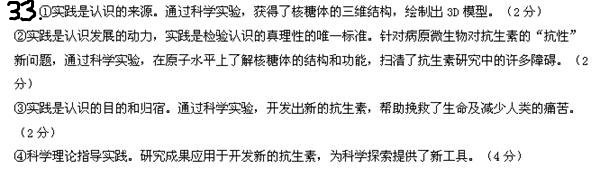 33.①实践是认识的来源。通过科学实验，获得了核糖体的三维结构，绘制出 3D 模型。（2 分）
②实践是认识发展的动力，实践是检验认识的真理性的唯一标准。针对病原微生物对抗生素的“抗性”
新问题，通过科学实验，在原子水平上了解核糖体的结构和功能，扫清了抗生素研究中的许多障碍。（2
分）
③实践是认识的目的和归宿。通过科学实验，开发出新的抗生素，帮助挽救了生命及减少人类的痛苦。
（2 分）
④科学理论指导实践。研究成果应用于开发新的抗生素，为科学探索提供了新工具。（4 分）